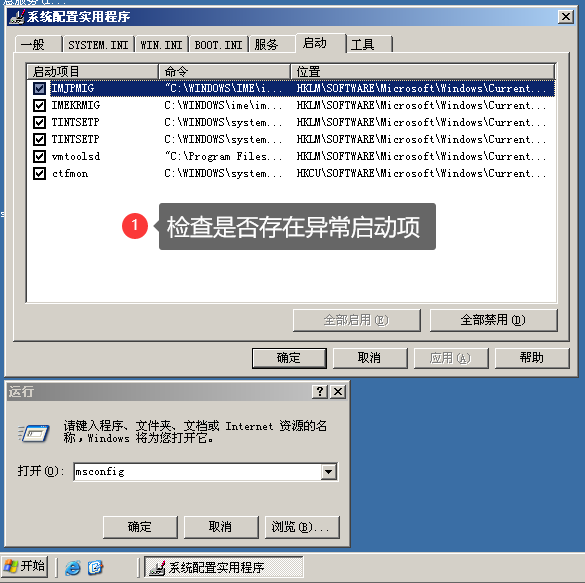 系统配置实用程序
一般 SYSTEM.INI WIN.INI BOOT.INI 服务 启动 工具
启动项目 命令 位置
IMJPMIG "C:\WINDOWS\IME\i... HKLM\SOFTWARE\Microsoft\Windows\Current...
IMEKRMIG C:\WINDOWS\ime\im... HKLM\SOFTWARE\Microsoft\Windows\Current...
TINTSETP C:\WINDOWS\system... HKLM\SOFTWARE\Microsoft\Windows\Current...
TINTSETP C:\WINDOWS\system... HKLM\SOFTWARE\Microsoft\Windows\Current...
vmtoolsd "C:\Program Files... HKLM\SOFTWARE\Microsoft\Windows\Current...
ctfmon C:\WINDOWS\system... HKCU\SOFTWARE\Microsoft\Windows\Current...
1 检查是否存在异常启动项
全部启用(E) 全部禁用(D)
确定 取消 应用(A) 帮助
运行
请键入程序、文件夹、文档或 Internet 资源的名
称，Windows 将为您打开它。
打开(O): msconfig
确定 取消 浏览(B)...
开始 系统配置实用程序